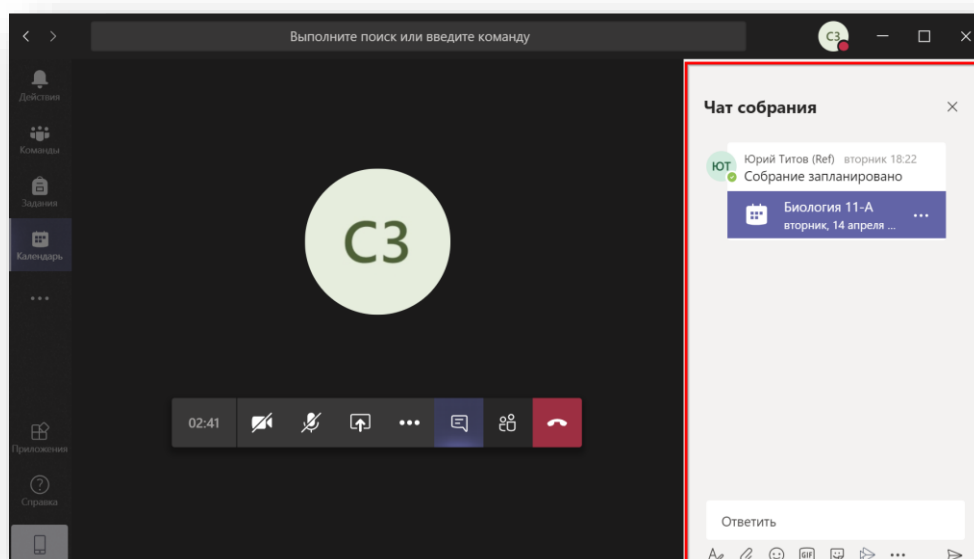 Выполните поиск или введите команду
СЗ
Действия
Команды
Задания
Календарь
Приложения
Справка
СЗ
02:41
Чат собрания
ЮТ
Юрий Титов (Ref) вторник 18:22
Собрание запланировано
Биология 11-А
вторник, 14 апреля ...
Ответить
GIF